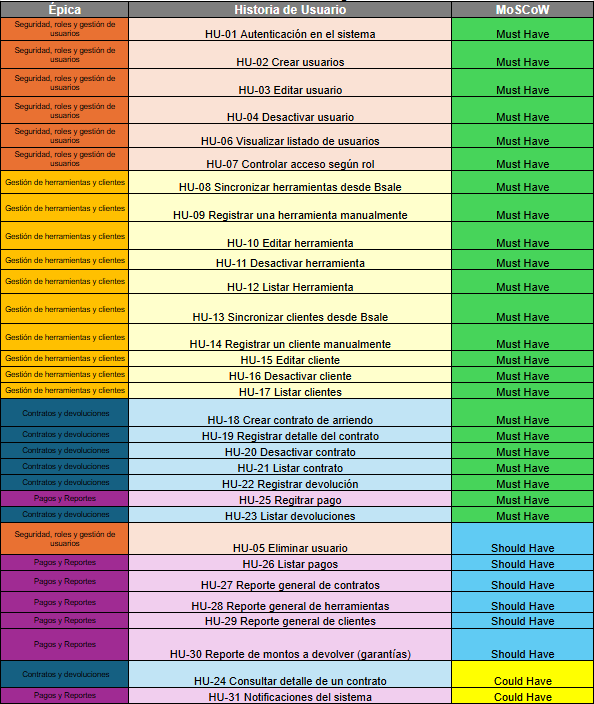 Épica Historia de Usuario MoSCoW
Seguridad, roles y gestión de usuarios HU-01 Autenticación en el sistema Must Have
Seguridad, roles y gestión de usuarios HU-02 Crear usuarios Must Have
Seguridad, roles y gestión de usuarios HU-03 Editar usuario Must Have
Seguridad, roles y gestión de usuarios HU-04 Desactivar usuario Must Have
Seguridad, roles y gestión de usuarios HU-06 Visualizar listado de usuarios Must Have
Seguridad, roles y gestión de usuarios HU-07 Controlar acceso según rol Must Have
Gestión de herramientas y clientes HU-08 Sincronizar herramientas desde Bsale Must Have
Gestión de herramientas y clientes HU-09 Registrar una herramienta manualmente Must Have
Gestión de herramientas y clientes HU-10 Editar herramienta Must Have
Gestión de herramientas y clientes HU-11 Desactivar herramienta Must Have
Gestión de herramientas y clientes HU-12 Listar Herramienta Must Have
Gestión de herramientas y clientes HU-13 Sincronizar clientes desde Bsale Must Have
Gestión de herramientas y clientes HU-14 Registrar un cliente manualmente Must Have
Gestión de herramientas y clientes HU-15 Editar cliente Must Have
Gestión de herramientas y clientes HU-16 Desactivar cliente Must Have
Gestión de herramientas y clientes HU-17 Listar clientes Must Have
Contratos y devoluciones HU-18 Crear contrato de arriendo Must Have
Contratos y devoluciones HU-19 Registrar detalle del contrato Must Have
Contratos y devoluciones HU-20 Desactivar contrato Must Have
Contratos y devoluciones HU-21 Listar contrato Must Have
Contratos y devoluciones HU-22 Registrar devolución Must Have
Pagos y Reportes HU-25 Regitrar pago Must Have
Contratos y devoluciones HU-23 Listar devoluciones Must Have
Seguridad, roles y gestión de usuarios HU-05 Eliminar usuario Should Have
Pagos y Reportes HU-26 Listar pagos Should Have
Pagos y Reportes HU-27 Reporte general de contratos Should Have
Pagos y Reportes HU-28 Reporte general de herramientas Should Have
Pagos y Reportes HU-29 Reporte general de clientes Should Have
Pagos y Reportes HU-30 Reporte de montos a devolver (garantías) Should Have
Contratos y devoluciones HU-24 Consultar detalle de un contrato Could Have
Pagos y Reportes HU-31 Notificaciones del sistema Could Have